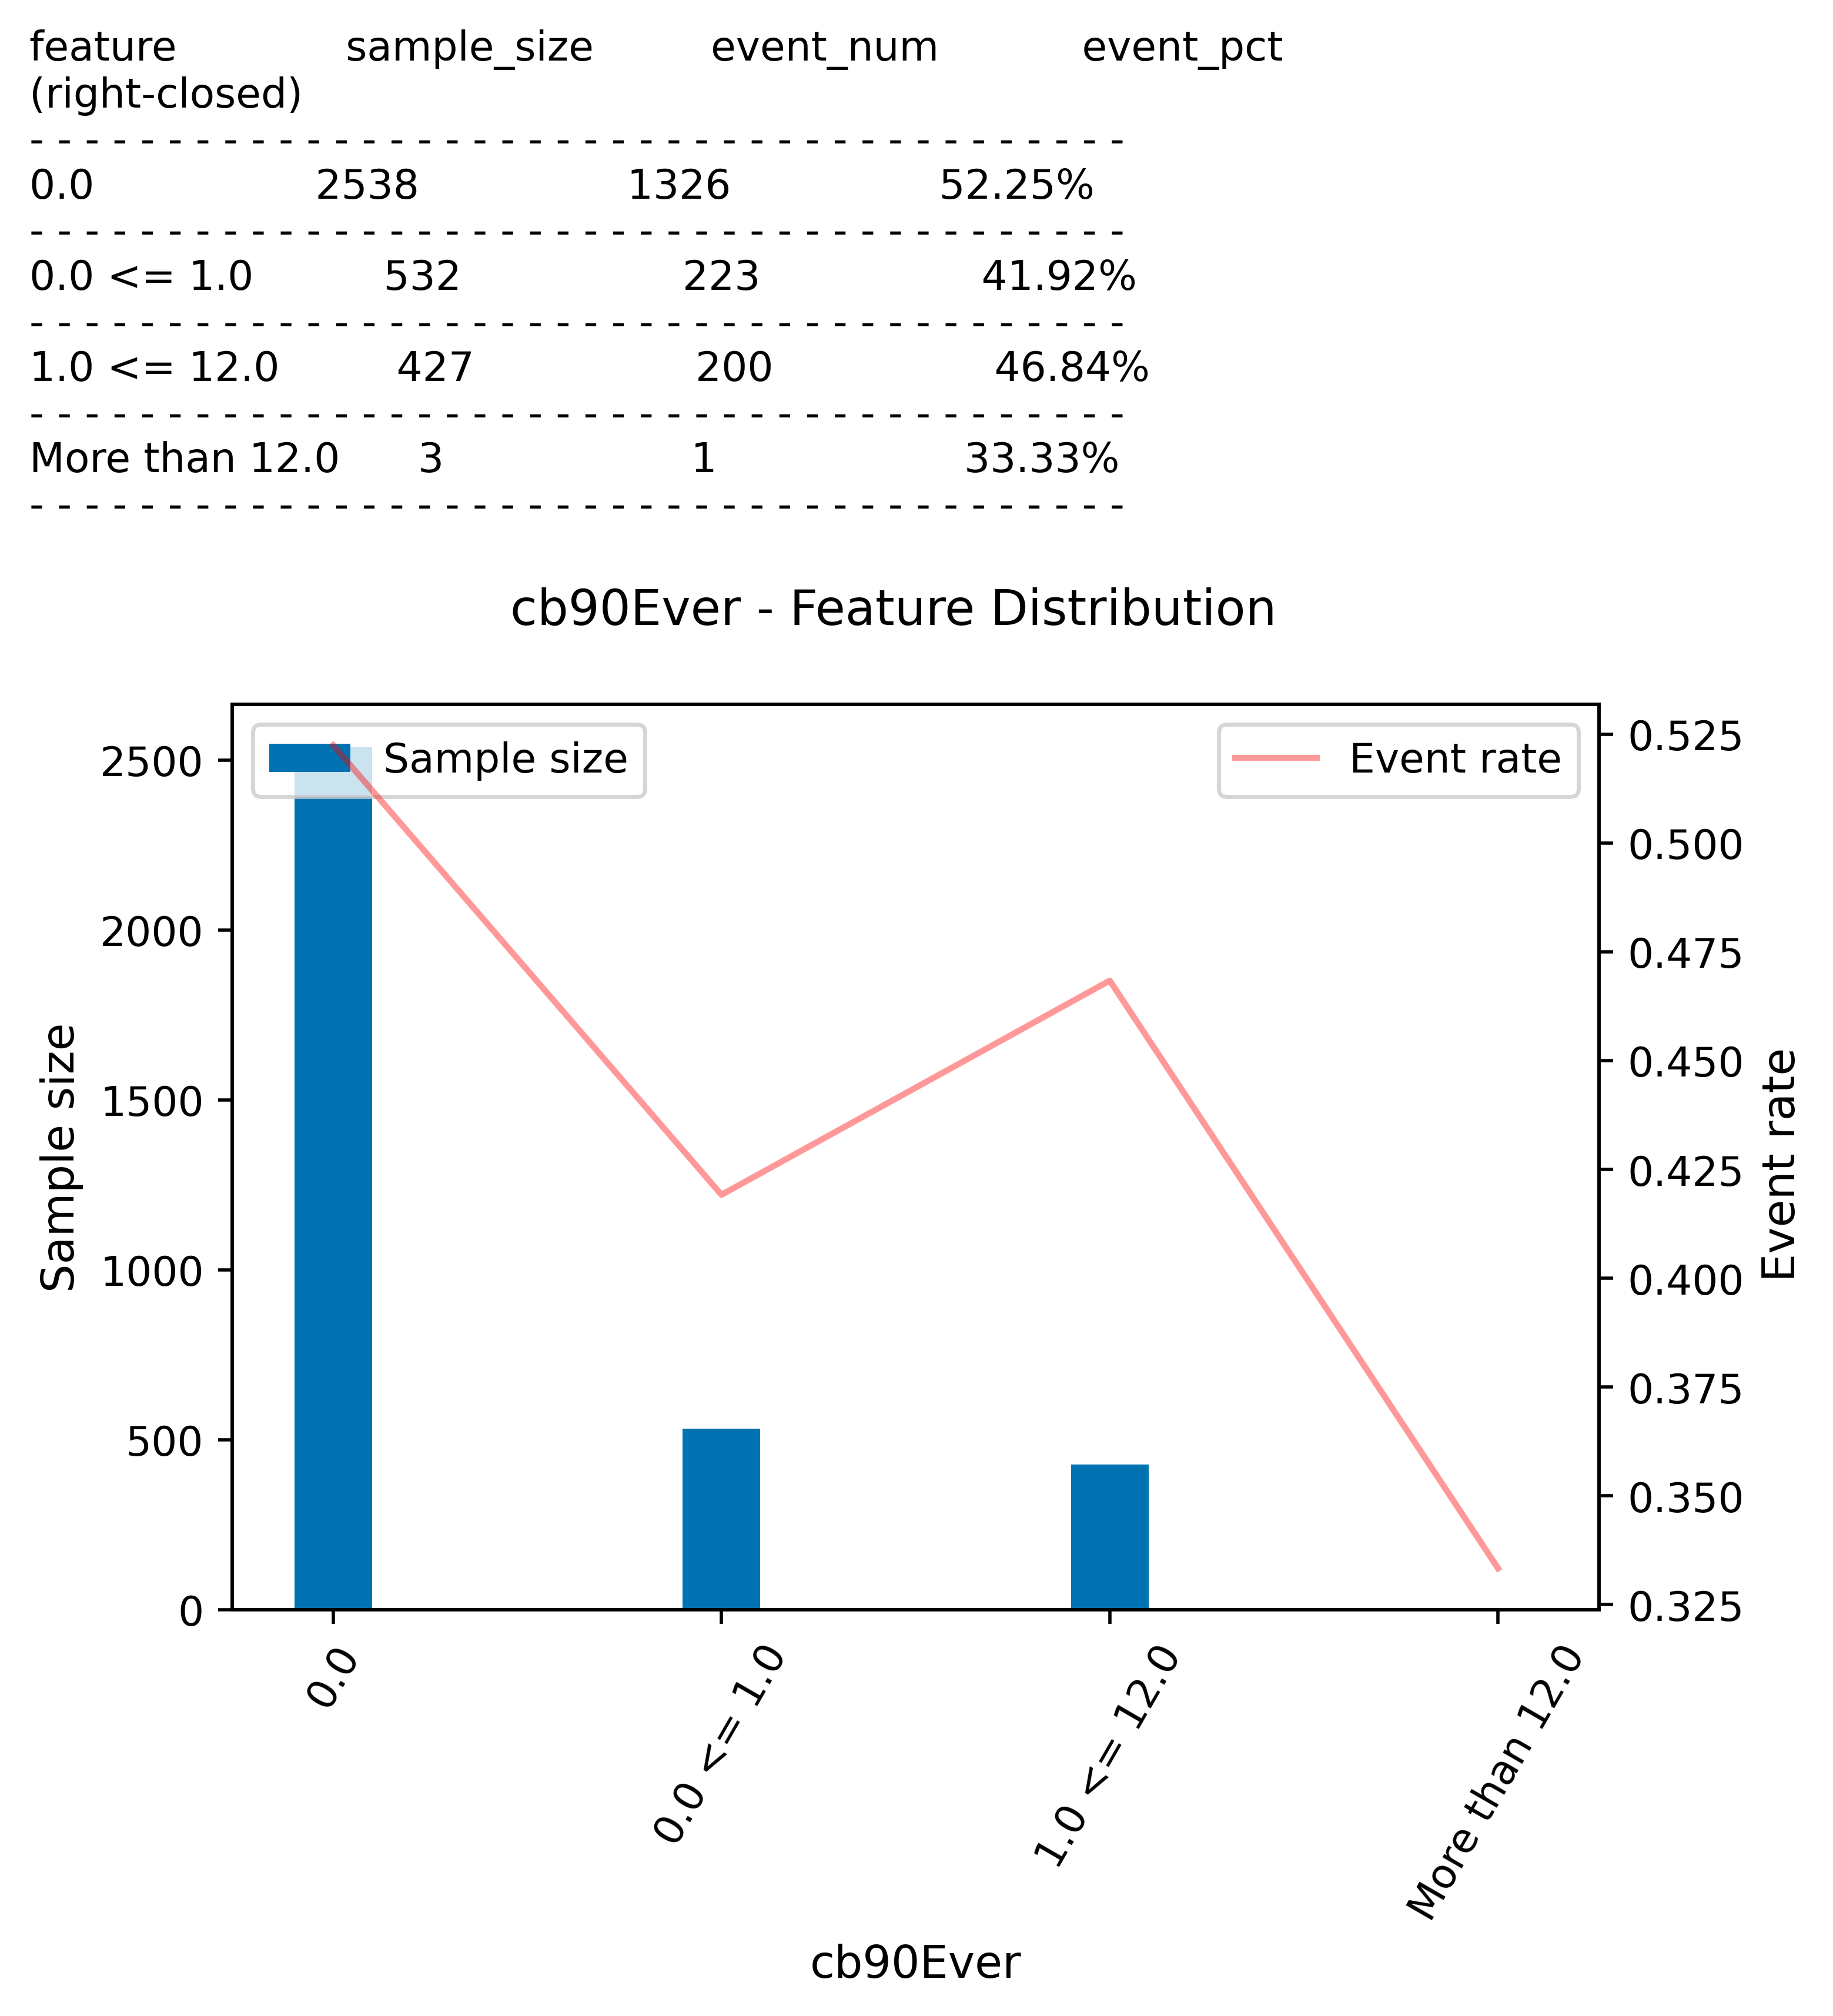 feature sample_size event_num event_pct
(right-closed)
- - - - - - - - - - - - - - - - - - - - - - - - - - - - - - - - - - - - - - - -
0.0 2538 1326 52.25%
- - - - - - - - - - - - - - - - - - - - - - - - - - - - - - - - - - - - - - - -
0.0 <= 1.0 532 223 41.92%
- - - - - - - - - - - - - - - - - - - - - - - - - - - - - - - - - - - - - - - -
1.0 <= 12.0 427 200 46.84%
- - - - - - - - - - - - - - - - - - - - - - - - - - - - - - - - - - - - - - - -
More than 12.0 3 1 33.33%
- - - - - - - - - - - - - - - - - - - - - - - - - - - - - - - - - - - - - - - -
cb90Ever - Feature Distribution
Sample size
Event rate
2500
2000
1500
1000
500
0
Sample size
0.525
0.500
0.475
0.450
0.425
0.400
0.375
0.350
0.325
Event rate
0.0
0.0 <= 1.0
1.0 <= 12.0
More than 12.0
cb90Ever